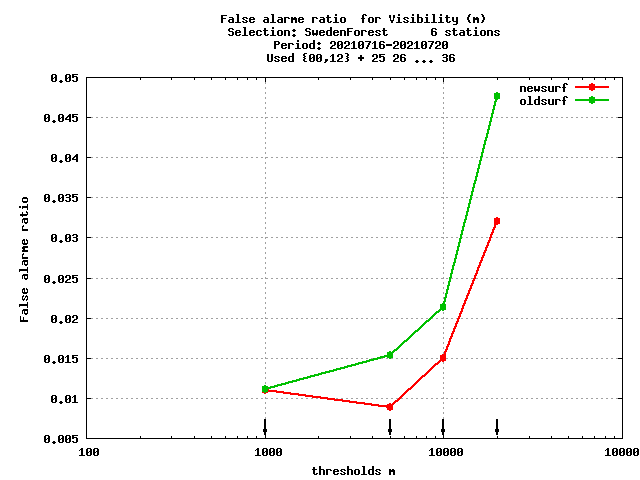 False alarme ratio  for Visibility (m)
Selection: SwedenForest      6 stations
Period: 20210716-20210720
Used {00,12} + 25 26 ... 36
0.05
0.045
0.04
0.035
0.03
0.025
0.02
0.015
0.01
0.005
False alarme ratio
newsurf
oldsurf
100 1000 10000 10000
thresholds m